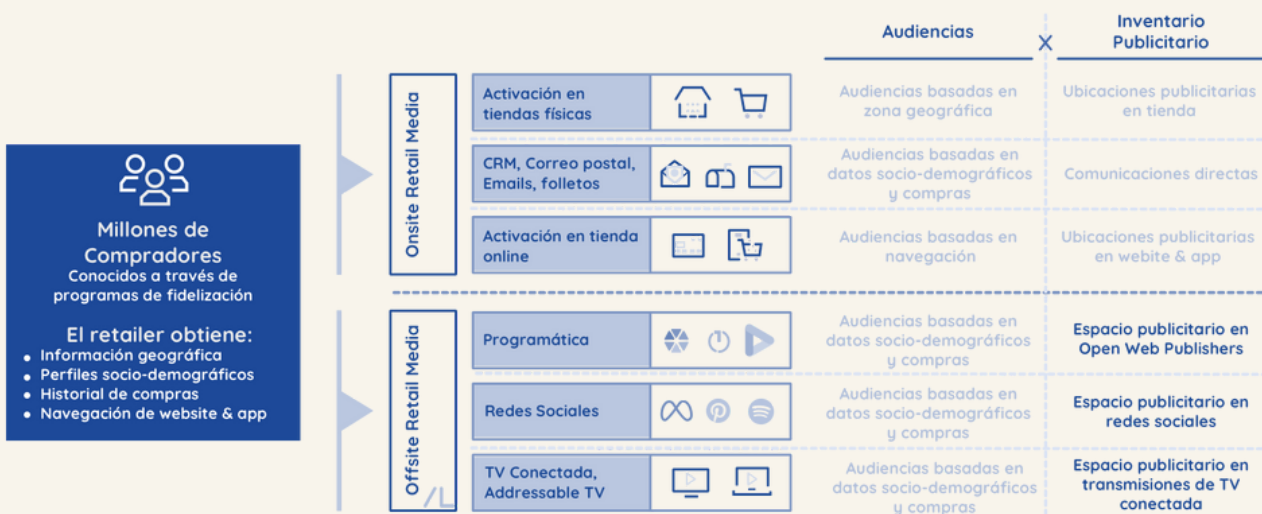 Audiencias
X
Inventario
Publicitario
Millones de
Compradores
Conocidos a través de
programas de fidelización
El retailer obtiene:
• Información geográfica
• Perfiles socio-demográficos
• Historial de compras
• Navegación de website & app
Onsite Retail Media
Activación en
tiendas físicas
Audiencias basadas en
zona geográfica
Ubicaciones publicitarias
en tienda
CRM, Correo postal,
Emails, folletos
Audiencias basadas en
datos socio-demográficos
y compras
Comunicaciones directas
Activación en tienda
online
Audiencias basadas en
navegación
Ubicaciones publicitarias
en webite & app
Offsite Retail Media
Programática
Audiencias basadas en
datos socio-demográficos
y compras
Espacio publicitario en
Open Web Publishers
Redes Sociales
Audiencias basadas en
datos socio-demográficos
y compras
Espacio publicitario en
redes sociales
TV Conectada,
Addressable TV
Audiencias basadas en
datos socio-demográficos
y compras
Espacio publicitario en
transmisiones de TV
conectada
/L